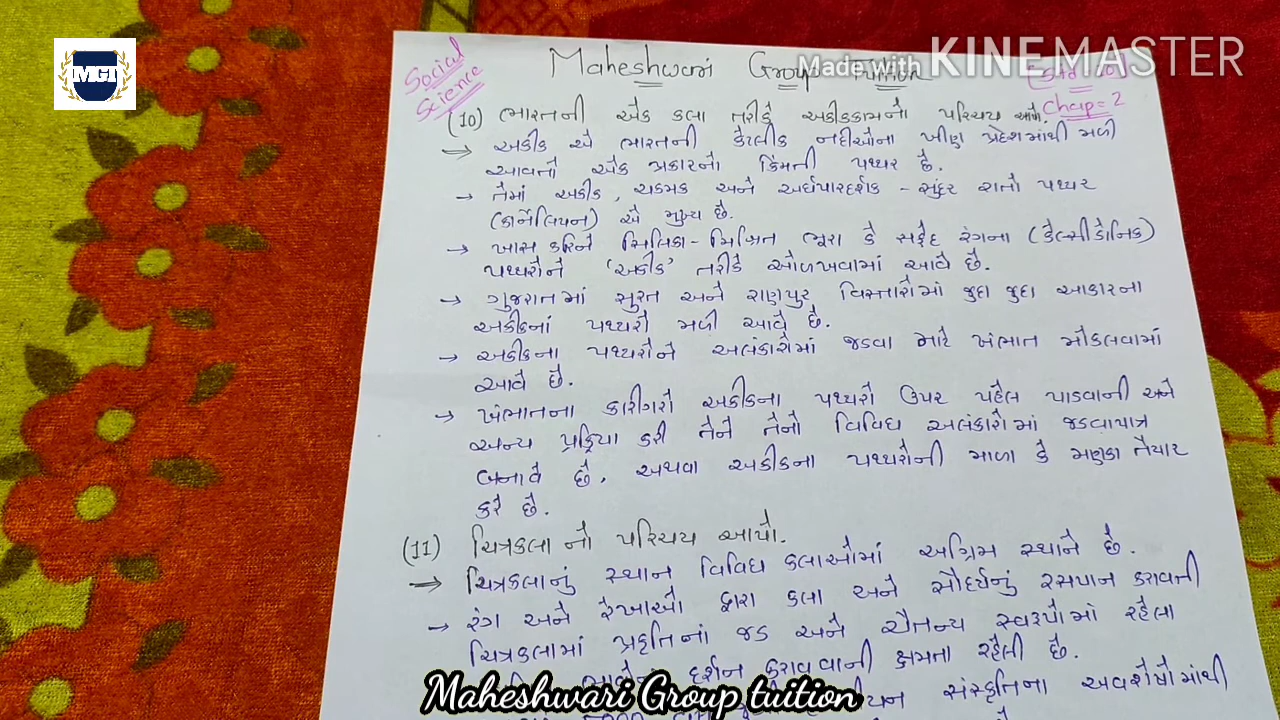 MGI
Made with KINEMASTER
Social Science
Maheshwari Group
Chap = 2
(10) ભારતની એક કલા તરીકે અકીકકામનો પરિચય આપો.
→ અકીક એ ભારતની કેટલીક નદીઓના ખીણ પ્રદેશમાંથી મળી
આવતો એક પ્રકારનો કિંમતી પથ્થર છે.
→ તેમાં અકીક, ચકમક અને અર્ધપારદર્શક - સુંદર રાતો પથ્થર
(કાર્નેલિયન) એ મુખ્ય છે.
→ ખાસ કરિને સિલિકા-મિશ્રિત ભૂરા કે સફેદ રંગના (કેલ્સીડોનિક)
પથ્થરોને 'અકીક' તરીકે ઓળખવામાં આવે છે.
→ ગુજરાતમાં સુરત અને રાણપુર વિસ્તારોમાં જુદા જુદા આકારના
અકીકનાં પથ્થરો મળી આવે છે.
→ અકીકના પથ્થરોને અલંકારોમાં જડવા માટે ખંભાત મોકલવામાં
આવે છે.
→ ખંભાતના કારીગરો અકીકના પથ્થરો ઉપર પહેલ પાડવાની અને
અન્ય પ્રક્રિયા કરી તેને તેનો વિવિધ અલંકારોમાં જડવાપાત્ર
બનાવે છે, અથવા અકીકના પથ્થરોની માળા કે મણકા તૈયાર
કરે છે.
(11) ચિત્રકલા નો પરિચય આપો.
→ ચિત્રકલાનું સ્થાન વિવિધ કલાઓમાં અગ્રિમ સ્થાને છે.
→ રંગ અને રેખાઓ દ્વારા કલા અને સૌંદર્યનું રસપાન કરાવતી
ચિત્રકલામાં પ્રકૃતિનાં જડ અને ચૈતન્ય સ્વરૂપોમાં રહેલા
દર્શન કરાવવાની ક્ષમતા રહેલી છે.
સંસ્કૃતિના અવશેષોમાંથી
Maheshwari Group tuition